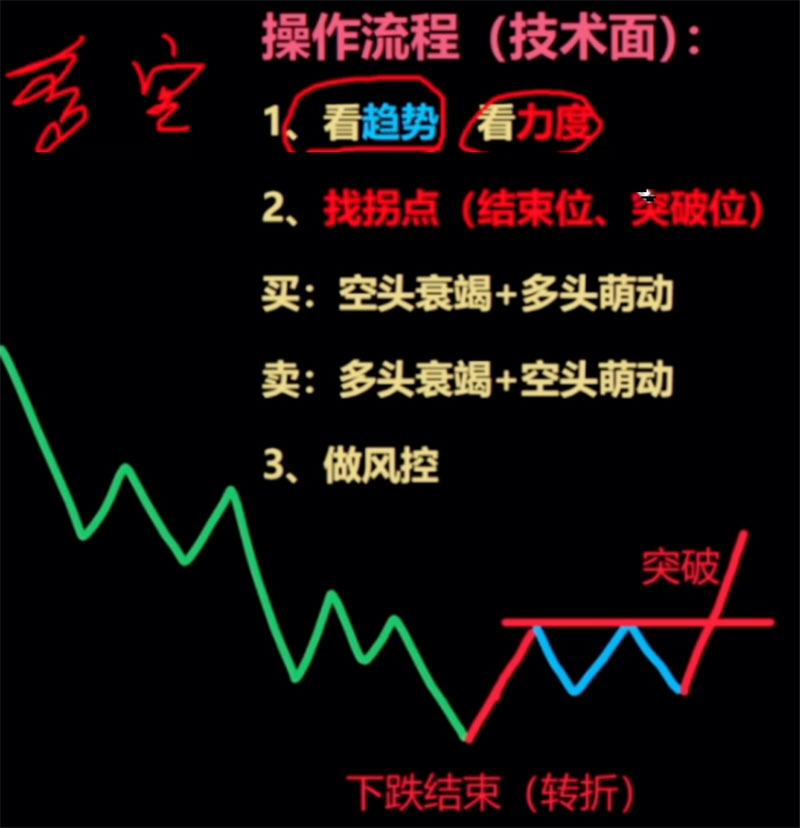 操作流程（技术面）：
多 空
1、看趋势 看力度
2、找拐点（结束位、突破位）
买：空头衰竭+多头萌动
卖：多头衰竭+空头萌动
3、做风控
突破
下跌结束（转折）